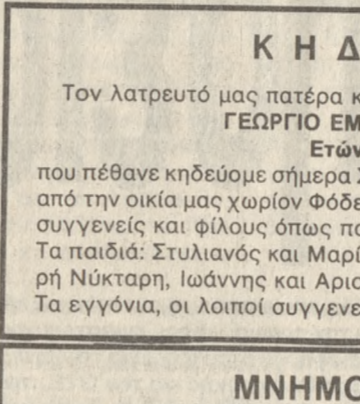 Κ Η Δ
Τον λατρευτό μας πατέρα κ
ΓΕΩΡΓΙΟ ΕΜ
Ετών
που πέθανε κηδεύομε σήμερα Σ
από την οικία μας χωρίον Φόδε
συγγενείς και φίλους όπως πα
Τα παιδιά: Στυλιανός και Μαρί
ρή Νύκταρη, Ιωάννης και Αρισ
Τα εγγόνια, οι λοιποί συγγενε
ΜΝΗΜΟ